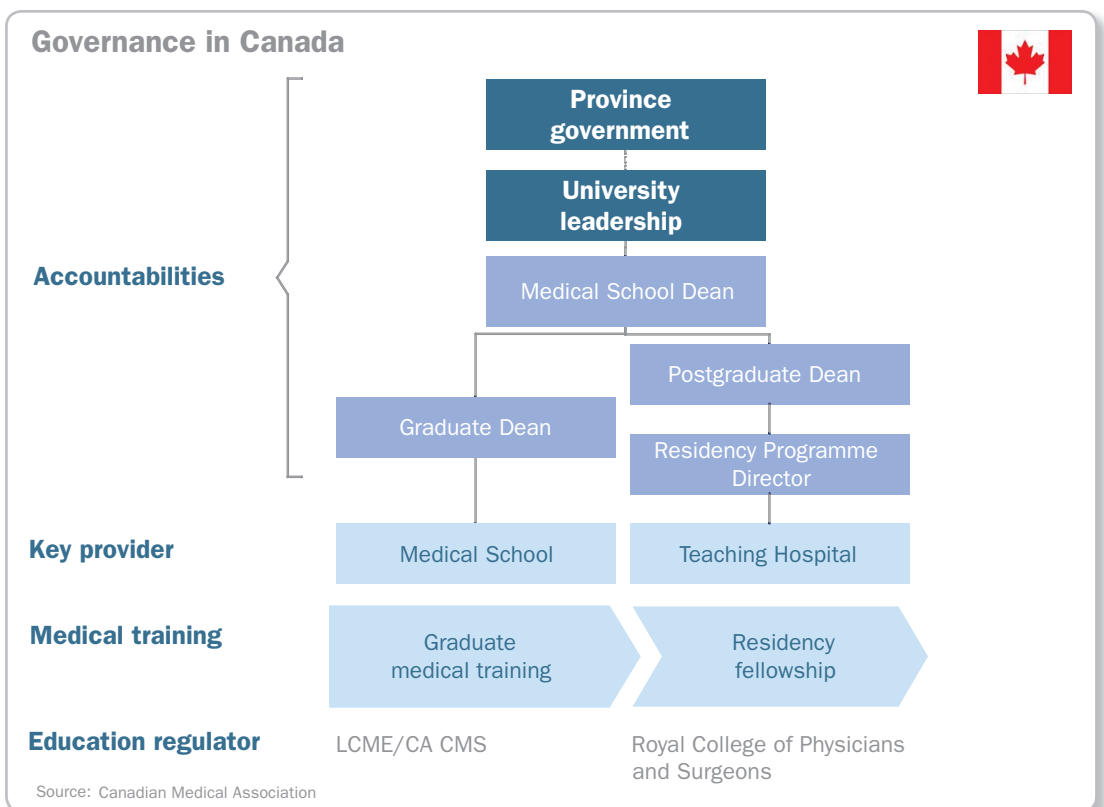 Governance in Canada
Province
government
University
leadership
Accountabilities
Medical School Dean
Postgraduate Dean
Graduate Dean
Residency Programme
Director
Key provider
Medical School
Teaching Hospital
Medical training
Graduate
medical training
Residency
fellowship
Education regulator
LCME/CA CMS
Royal College of Physicians
and Surgeons
Source: Canadian Medical Association